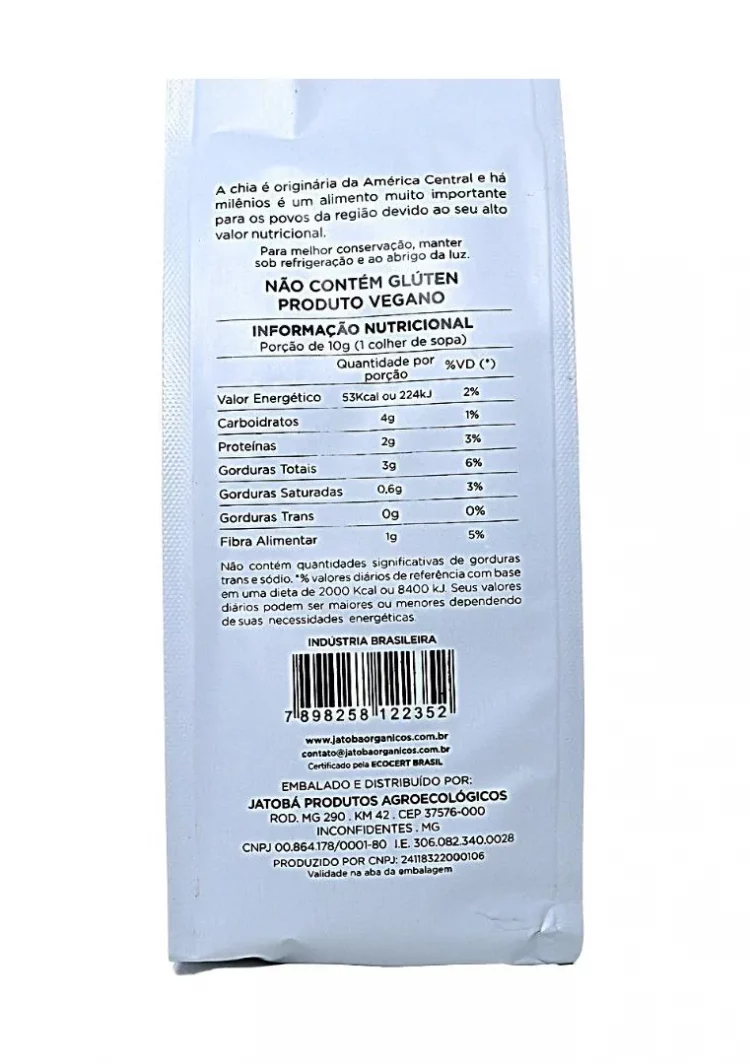 A chia é originária da América Central e há
milênios é um alimento muito importante
para os povos da região devido ao seu alto
valor nutricional.
Para melhor conservação, manter
sob refrigeração e ao abrigo da luz.
NÃO CONTÉM GLÚTEN
PRODUTO VEGANO
INFORMAÇÃO NUTRICIONAL
Porção de 10g (1 colher de sopa)
Quantidade por porção %VD (*)
Valor Energético 53Kcal ou 224kJ 2%
Carboidratos 4g 1%
Proteínas 2g 3%
Gorduras Totais 3g 6%
Gorduras Saturadas 0,6g 3%
Gorduras Trans 0g 0%
Fibra Alimentar 1g 5%
Não contém quantidades significativas de gorduras
trans e sódio. *% valores diários de referência com base
em uma dieta de 2000 Kcal ou 8400 kJ. Seus valores
diários podem ser maiores ou menores dependendo
de suas necessidades energéticas
INDÚSTRIA BRASILEIRA
7 898258 122352
www.jatobaorganicos.com.br
contato@jatobaorganicos.com.br
Certificado pela ECOCERT BRASIL
EMBALADO E DISTRIBUÍDO POR:
JATOBÁ PRODUTOS AGROECOLÓGICOS
ROD. MG 290 . KM 42 . CEP 37576-000
INCONFIDENTES . MG
CNPJ 00.864.178/0001-80 I.E. 306.082.340.0028
PRODUZIDO POR CNPJ: 24118322000106
Validade na aba da embalagem